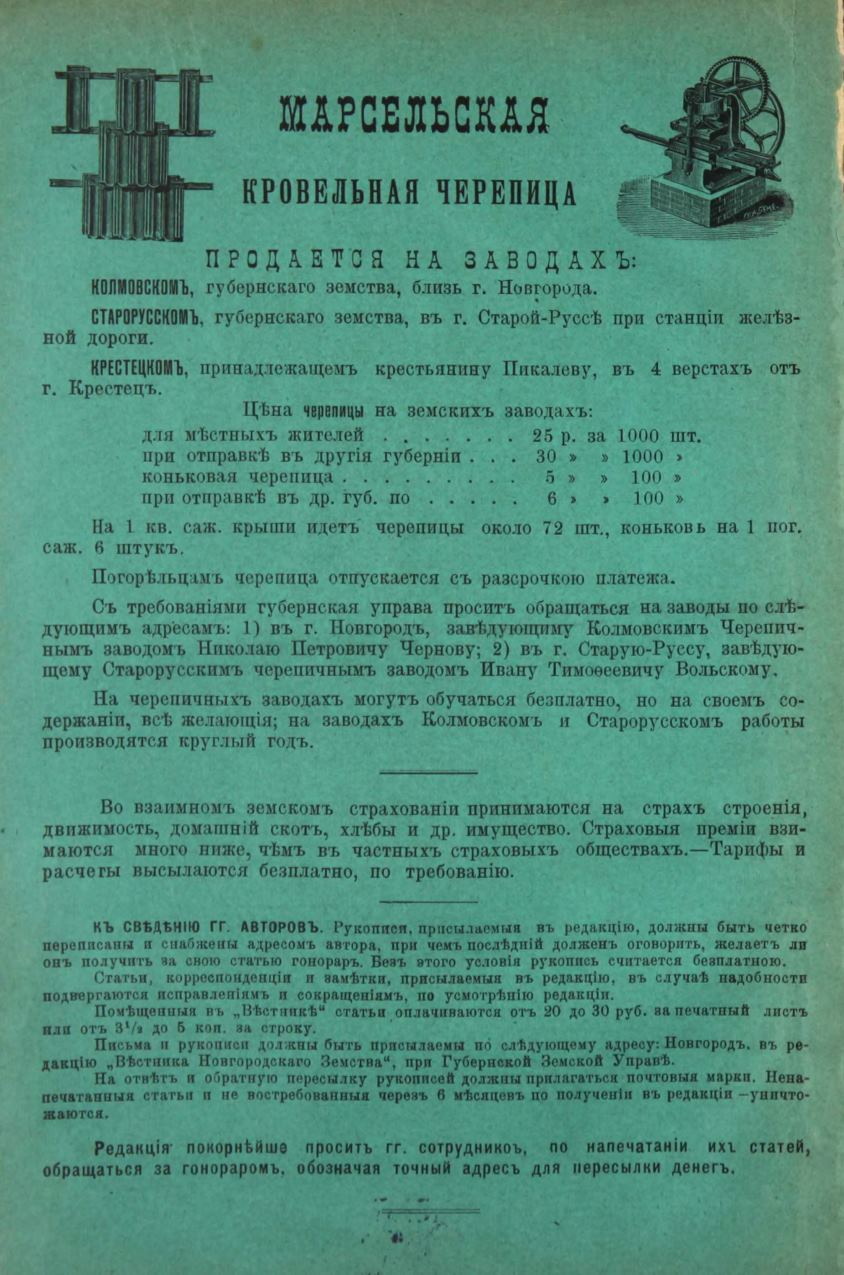 МАРСЕЛЬСКАЯ
КРОВЕЛЬНАЯ ЧЕРЕПИЦА
ПРОДАЕТСЯ НА ЗАВОДАХЪ:
КОЛМОВСКОМЪ, губернскаго земства, близь г. Новгорода.
СТАРОРУССКОМЪ, губернскаго земства, въ г. Старой-Руссѣ при станціи желѣз-
ной дороги.
КРЕСТЕЦКОМЪ, принадлежащемъ крестьянину Пикалеву, въ 4 верстахъ отъ
г. Крестецъ.
Цѣна черепицы на земскихъ заводахъ:
для мѣстныхъ жителей . . . . . . . 25 р. за 1000 шт.
при отправкѣ въ другія губерніи . . . 30 » » 1000 »
коньковая черепица . . . . . . . . . 5 » » 100 »
при отправкѣ въ др. губ. по . . . . . 6 » » 100 »
На 1 кв. саж. крыши идетъ черепицы около 72 шт., коньковъ на 1 пог.
саж. 6 штукъ.
Погорѣльцамъ черепица отпускается съ разсрочкою платежа.
Съ требованіями губернская управа проситъ обращаться на заводы по слѣ-
дующимъ адресамъ: 1) въ г. Новгородъ, завѣдующиму Колмовскимъ Черепич-
нымъ заводомъ Николаю Петровичу Чернову; 2) въ г. Старую-Руссу, завѣдую-
щему Старорусскимъ черепичнымъ заводомъ Ивану Тимоѳеевичу Вольскому.
На черепичныхъ заводахъ могутъ обучаться безплатно, но на своемъ со-
держаніи, всѣ желающія; на заводахъ Колмовскомъ и Старорусскомъ работы
производятся круглый годъ.
Во взаимномъ земскомъ страхованіи принимаются на страхъ строенія,
движимость, домашній скотъ, хлѣбы и др. имущество. Страховыя преміи взи-
маются много ниже, чѣмъ въ частныхъ страховыхъ обществахъ.—Тарифы и
расчеты высылаются безплатно, по требованію.
КЪ СВѢДѢНІЮ ГГ. АВТОРОВЪ. Рукописи, присылаемыя въ редакцію, должны быть четко
переписаны и снабжены адресомъ автора, при чемъ послѣдній долженъ оговорить, желаетъ ли
онъ получить за свою статью гонораръ. Безъ этого условія рукопись считается безплатною.
Статьи, корреспонденціи и замѣтки, присылаемыя въ редакцію, въ случаѣ надобности
подвергаются исправленіямъ и сокращеніямъ, по усмотрѣнію редакціи.
Помѣщенныя въ „Вѣстникѣ“ статьи оплачиваются отъ 20 до 30 руб. за печатный листъ
или отъ 3¹/₂ до 5 коп. за строку.
Письма и рукописи должны быть присылаемы по слѣдующему адресу: Новгородъ, въ ре-
дакцію „Вѣстника Новгородскаго Земства“, при Губернской Земской Управѣ.
На отвѣтъ и обратную пересылку рукописей должны прилагаться почтовыя марки. Нена-
печатанныя статьи и не востребованныя черезъ 6 мѣсяцевъ по полученіи въ редакціи —уничто-
жаются.
Редакція покорнѣйше проситъ гг. сотрудникоъ, по напечатаніи ихъ статей,
обращаться за гонораромъ, обозначая точный адресъ для пересылки денегъ.